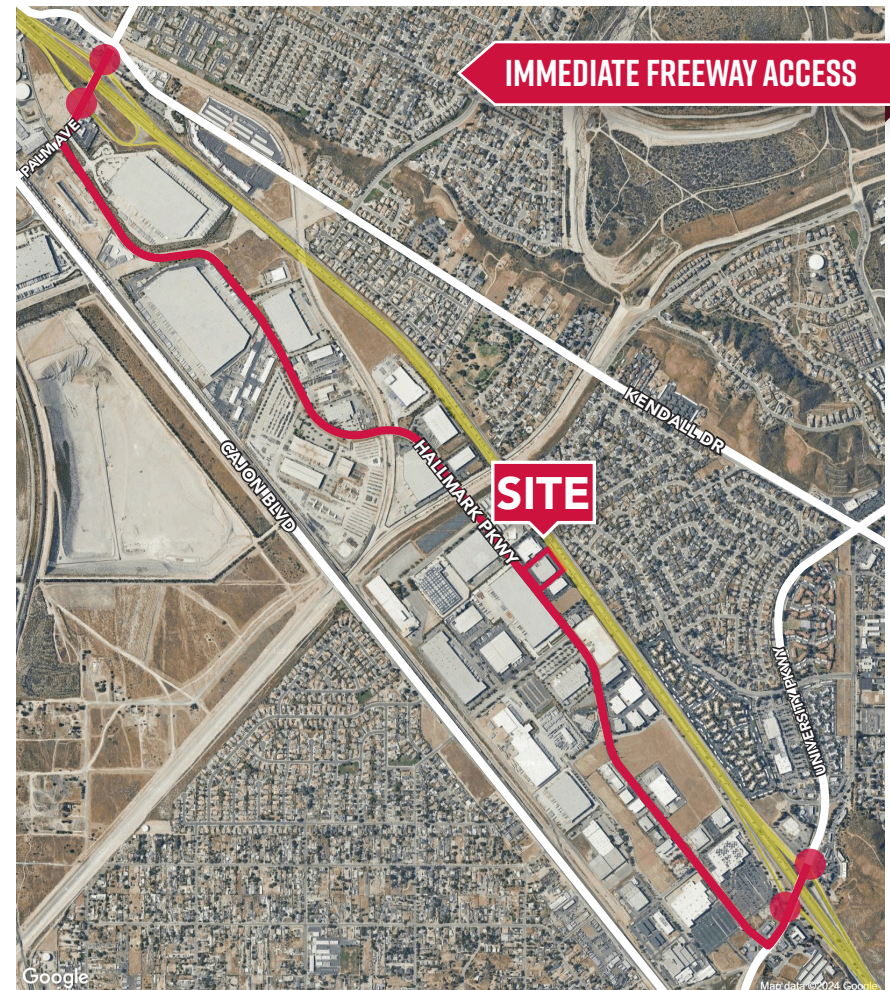 IMMEDIATE FREEWAY ACCESS
PALM AVE
KENDALL DR
CAJON BLVD
HALLMARK PKWY
SITE
UNIVERSITY PKWY
Google
Map data ©2024 Google